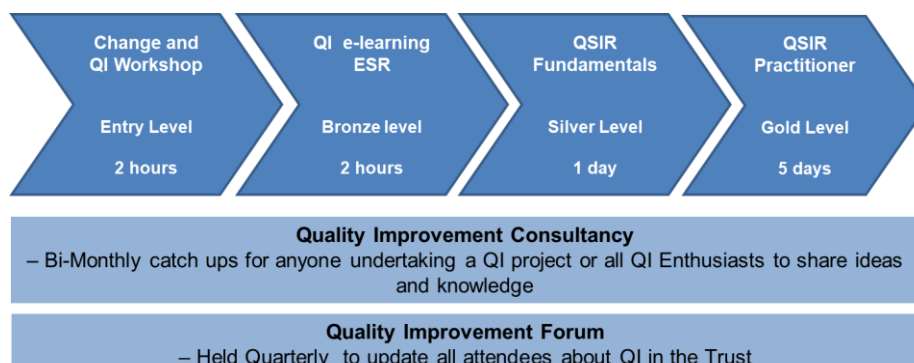 Change and
QI Workshop
Entry Level
2 hours
QI e-learning
ESR
Bronze level
2 hours
QSIR
Fundamentals
Silver Level
1 day
QSIR
Practitioner
Gold Level
5 days
Quality Improvement Consultancy
– Bi-Monthly catch ups for anyone undertaking a QI project or all QI Enthusiasts to share ideas
and knowledge
Quality Improvement Forum
– Held Quarterly to update all attendees about QI in the Trust